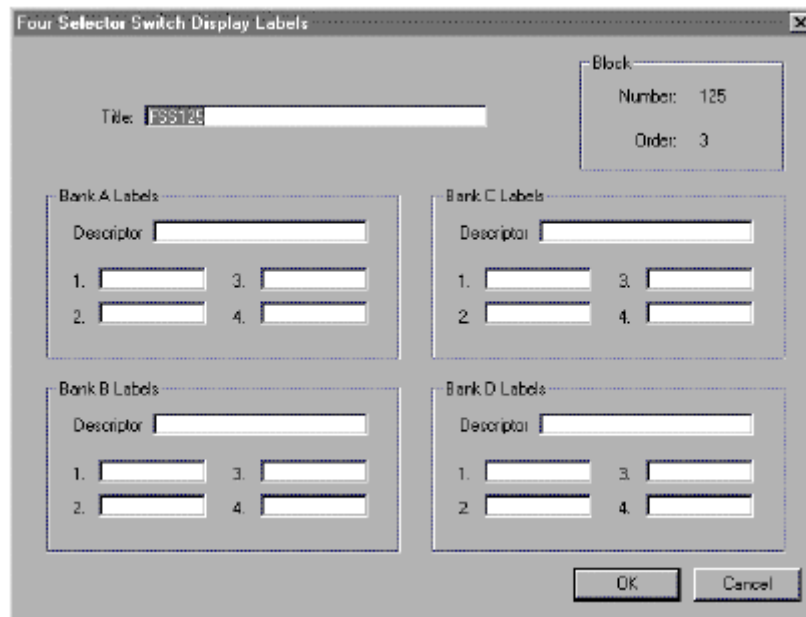 Four Selector Switch Display Labels
Block
Number: 125
Title: FSS125
Order: 3
Bank A Labels
Descriptor
1. 3.
2. 4.
Bank C Labels
Descriptor
1. 3.
2. 4.
Bank B Labels
Descriptor
1. 3.
2. 4.
Bank D Labels
Descriptor
1. 3.
2. 4.
OK Cancel